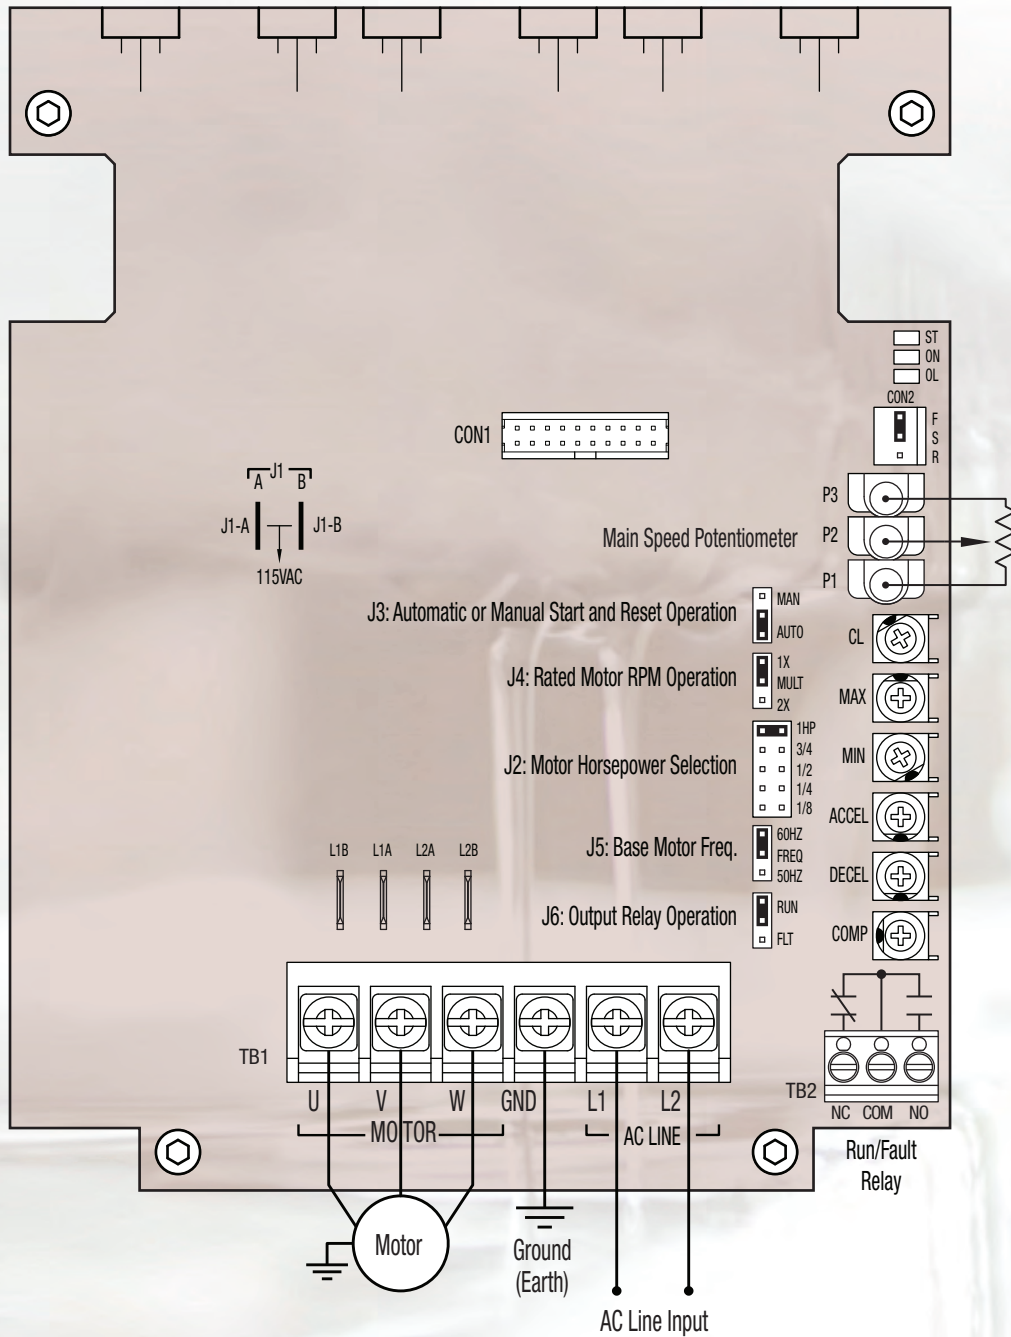 ST
ON
OL
CON2
F
S
R
CON1
J1
A B
J1-A J1-B
115VAC
P3
Main Speed Potentiometer P2
P1
J3: Automatic or Manual Start and Reset Operation
MAN
AUTO
CL
J4: Rated Motor RPM Operation
1X
MULT
2X
MAX
J2: Motor Horsepower Selection
1HP
3/4
1/2
1/4
1/8
MIN
ACCEL
J5: Base Motor Freq.
60HZ
FREQ
50HZ
DECEL
J6: Output Relay Operation
RUN
FLT
COMP
L1B L1A L2A L2B
TB1
U V W GND L1 L2
MOTOR AC LINE
TB2
NC COM NO
Run/Fault
Relay
Motor
Ground
(Earth)
AC Line Input